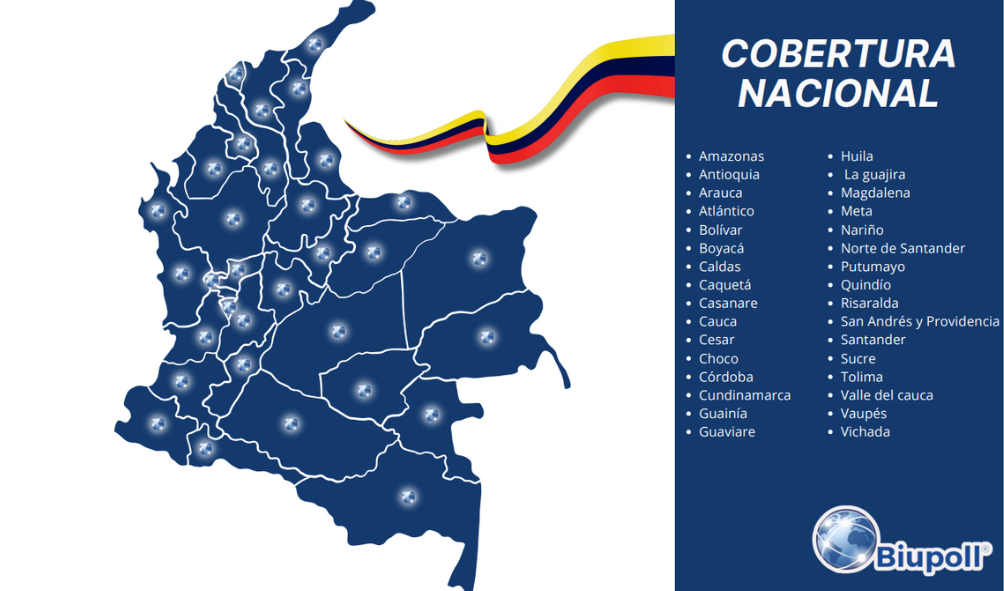 COBERTURA
NACIONAL
Amazonas
Antioquia
Arauca
Atlántico
Bolívar
Boyacá
Caldas
Caquetá
Casanare
Cauca
Cesar
Choco
Córdoba
Cundinamarca
Guainía
Guaviare
Huila
La guajira
Magdalena
Meta
Nariño
Norte de Santander
Putumayo
Quindío
Risaralda
San Andrés y Providencia
Santander
Sucre
Tolima
Valle del cauca
Vaupés
Vichada
Biupoll®